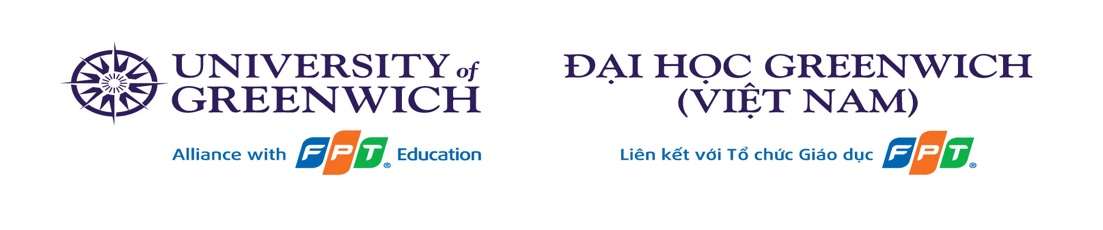 UNIVERSITY of
GREENWICH
Alliance with FPT® Education
ĐẠI HỌC GREENWICH
(VIỆT NAM)
Liên kết với Tổ chức Giáo dục FPT®